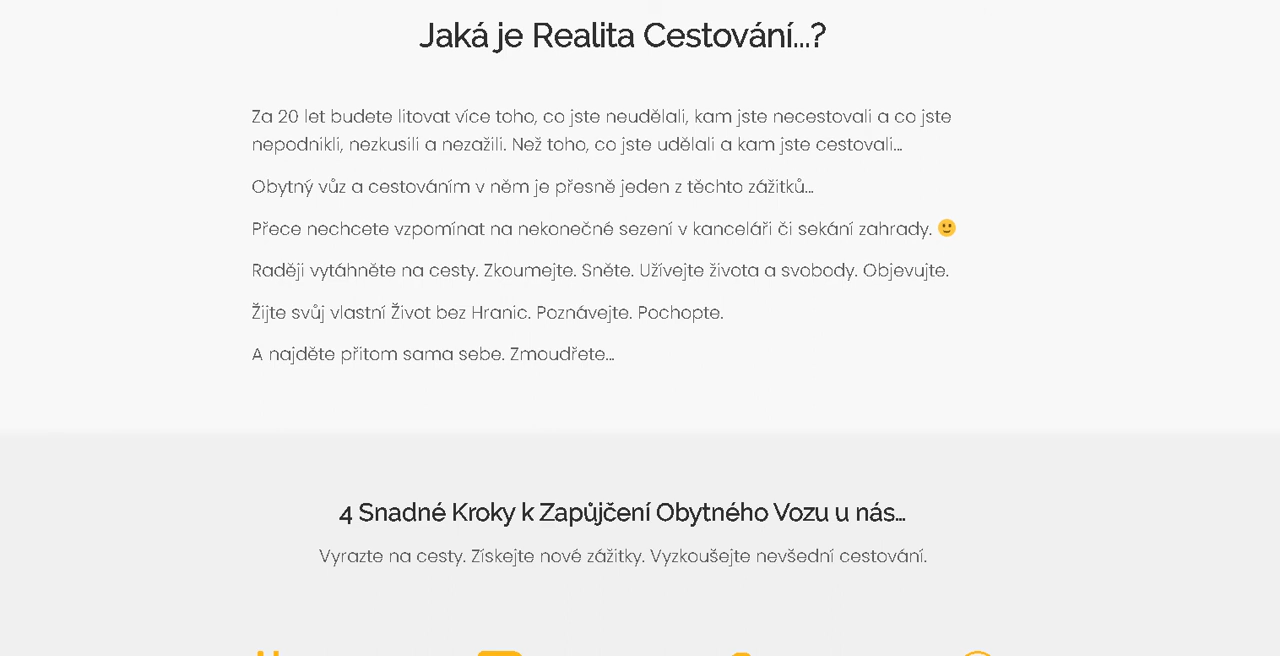 Jaká je Realita Cestování...?
Za 20 let budete litovat více toho, co jste neudělali, kam jste necestovali a co jste
nepodnikli, nezkusili a nezažili. Než toho, co jste udělali a kam jste cestovali...
Obytný vůz a cestováním v něm je přesně jeden z těchto zážitků...
Přece nechcete vzpomínat na nekonečné sezení v kanceláři či sekání zahrady. 🙂
Raději vytáhněte na cesty. Zkoumejte. Sněte. Užívejte života a svobody. Objevujte.
Žijte svůj vlastní Život bez Hranic. Poznávejte. Pochopte.
A najděte přitom sama sebe. Zmoudřete...
4 Snadné Kroky k Zapůjčení Obytného Vozu u nás...
Vyrazte na cesty. Získejte nové zážitky. Vyzkoušejte nevšední cestování.